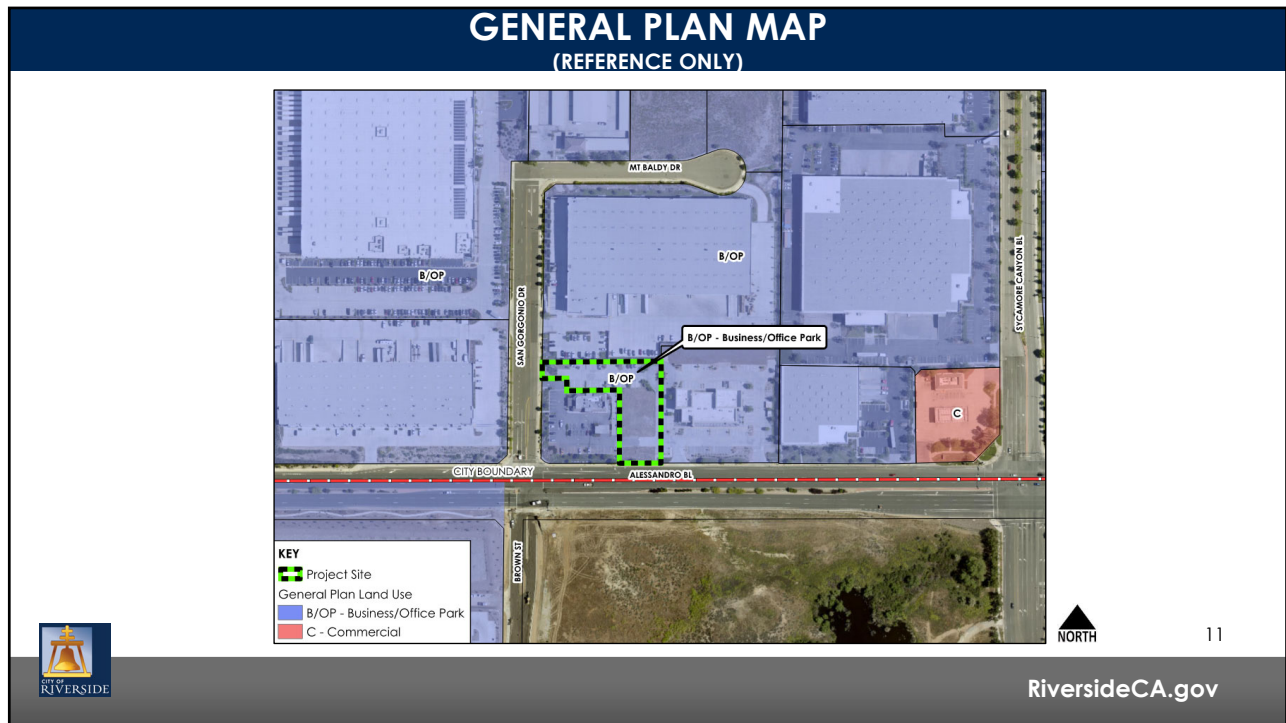 GENERAL PLAN MAP
(REFERENCE ONLY)
MT BALDY DR
B/OP
B/OP
SAN GORGONIO DR
SYCAMORE CANYON BL
B/OP - Business/Office Park
B/OP
C
CITY BOUNDARY
ALESSANDRO BL
BROWN ST
KEY
Project Site
General Plan Land Use
B/OP - Business/Office Park
C - Commercial
NORTH
11
CITY OF
RIVERSIDE
RiversideCA.gov